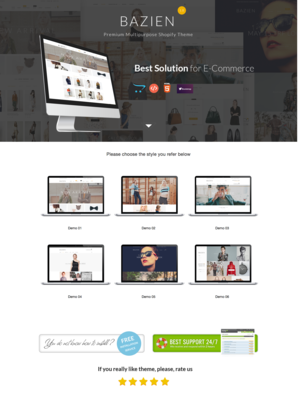 BAZIEN
Premium Multipurpose Shopify Theme
Best Solution for E-Commerce
Please choose the style you refer below
Demo 01
Demo 02
Demo 03
Demo 04
Demo 05
Demo 06
You do not know how to install?
FREE
BEST SUPPORT 24/7
If you really like theme, please, rate us